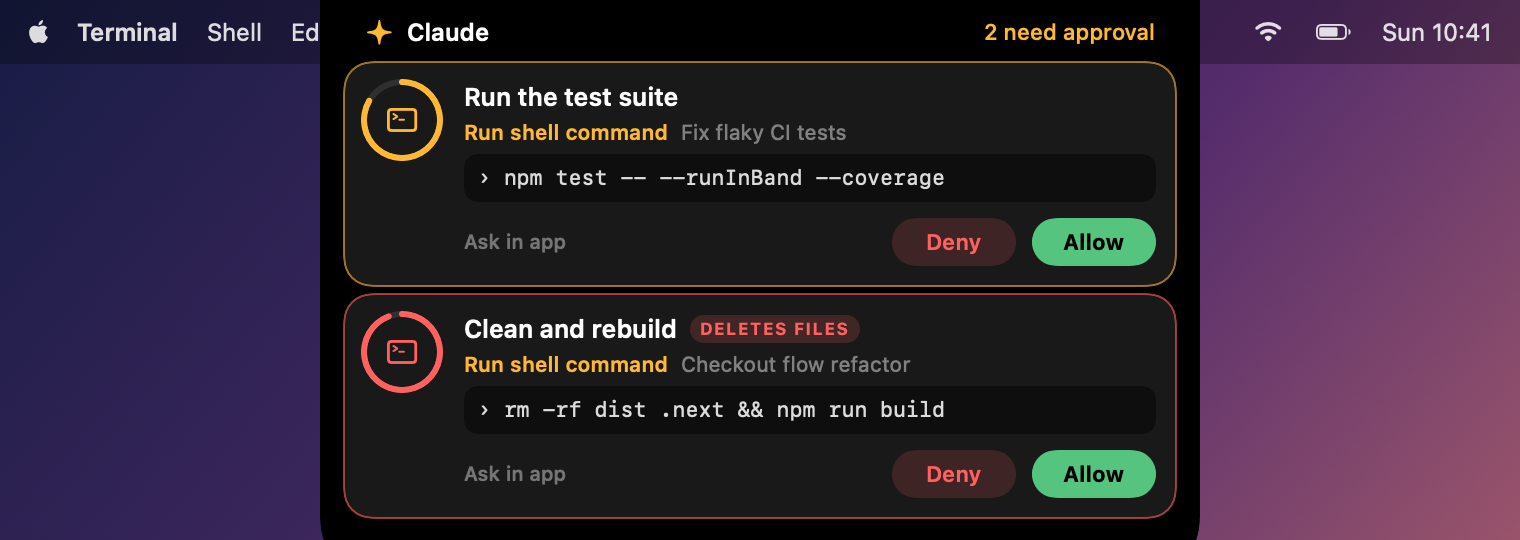 Terminal Shell Ed
Claude
2 need approval
Sun 10:41
Run the test suite
Run shell command Fix flaky CI tests
› npm test -- --runInBand --coverage
Ask in app
Deny
Allow
Clean and rebuild DELETES FILES
Run shell command Checkout flow refactor
› rm -rf dist .next && npm run build
Ask in app
Deny
Allow